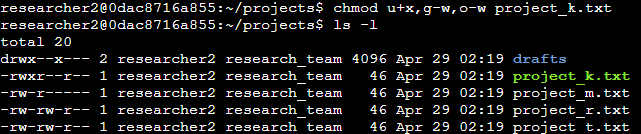 researcher2@0dac8716a855:~/projects$ chmod u+x,g-w,o-w project_k.txt
researcher2@0dac8716a855:~/projects$ ls -l
total 20
drwx--x--- 2 researcher2 research_team 4096 Apr 29 02:19 drafts
-rwxr--r-- 1 researcher2 research_team   46 Apr 29 02:19 project_k.txt
-rw-r----- 1 researcher2 research_team   46 Apr 29 02:19 project_m.txt
-rw-rw-r-- 1 researcher2 research_team   46 Apr 29 02:19 project_r.txt
-rw-rw-r-- 1 researcher2 research_team   46 Apr 29 02:19 project_t.txt